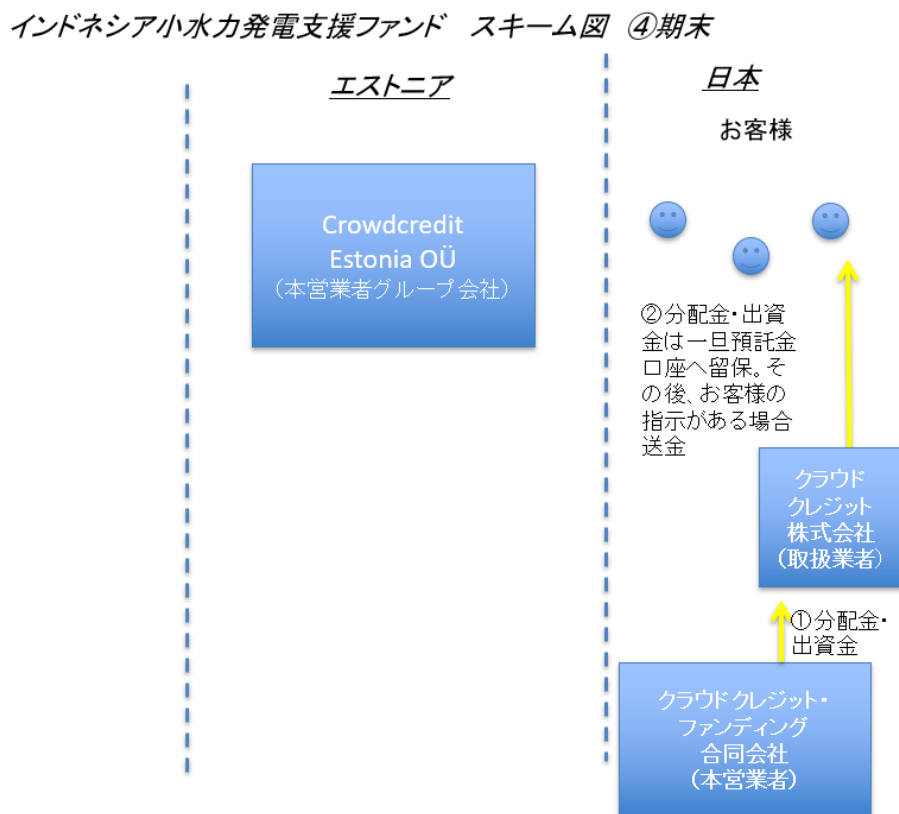 インドネシア小水力発電支援ファンド　スキーム図　④期末
エストニア
日本
お客様
Crowdcredit
Estonia OÜ
（本営業者グループ会社）
②分配金・出資
金は一旦預託金
口座へ留保。そ
の後、お客様の
指示がある場合
送金
クラウド
クレジット
株式会社
（取扱業者）
①分配金・
出資金
クラウドクレジット・
ファンディング
合同会社
（本営業者）